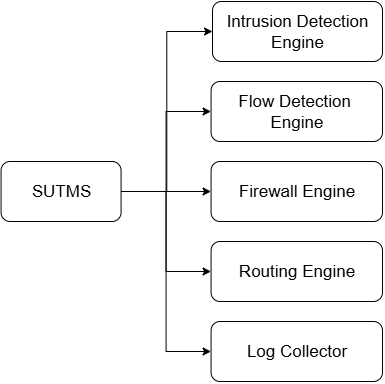 Intrusion Detection
Engine
Flow Detection
Engine
SUTMS
Firewall Engine
Routing Engine
Log Collector